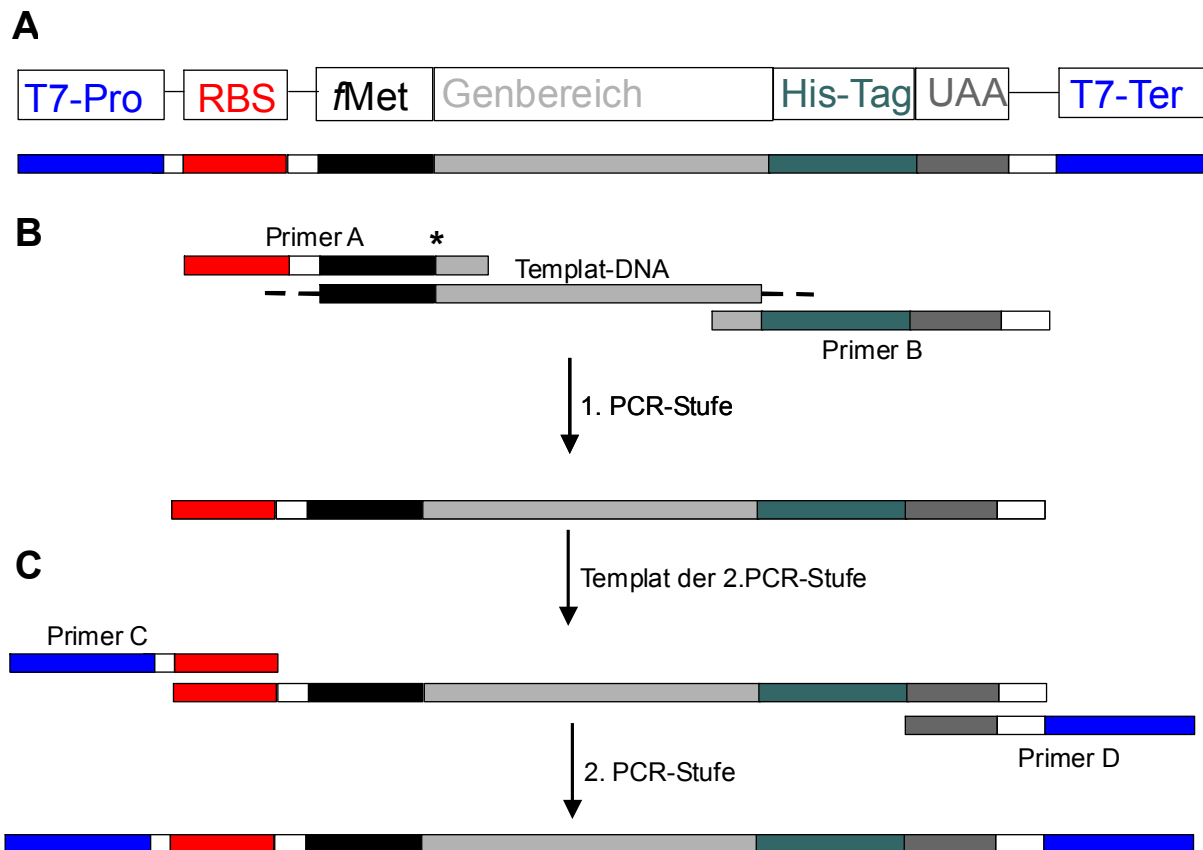 A
T7-Pro RBS fMet Genbereich His-Tag UAA T7-Ter
B
Primer A *
Templat-DNA
Primer B
1. PCR-Stufe
C
Templat der 2.PCR-Stufe
Primer C
Primer D
2. PCR-Stufe